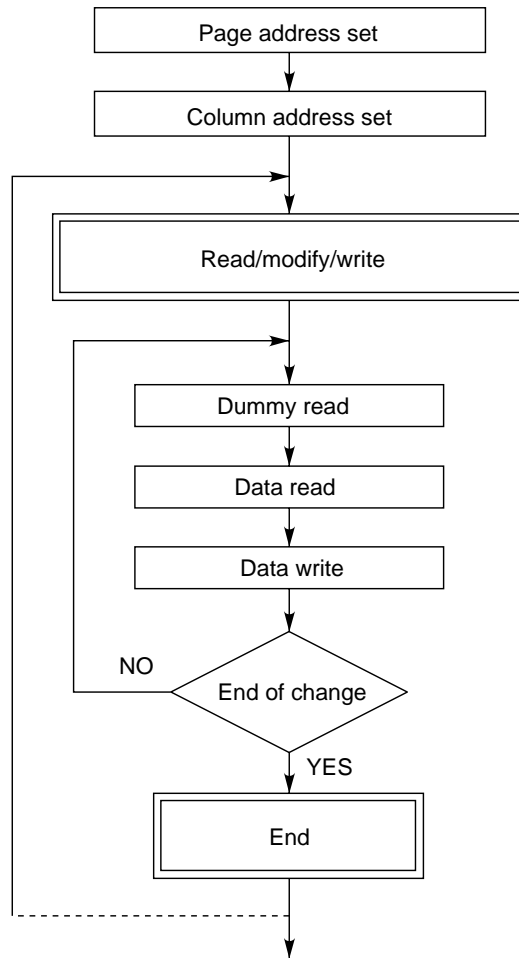 Page address set
Column address set
Read/modify/write
Dummy read
Data read
Data write
End of change
NO
YES
End